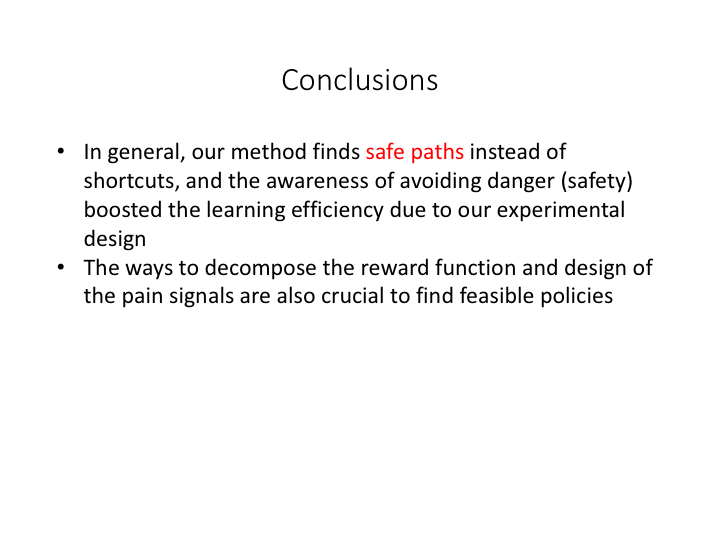 Conclusions
• In general, our method finds safe paths instead of
shortcuts, and the awareness of avoiding danger (safety)
boosted the learning efficiency due to our experimental
design
• The ways to decompose the reward function and design of
the pain signals are also crucial to find feasible policies